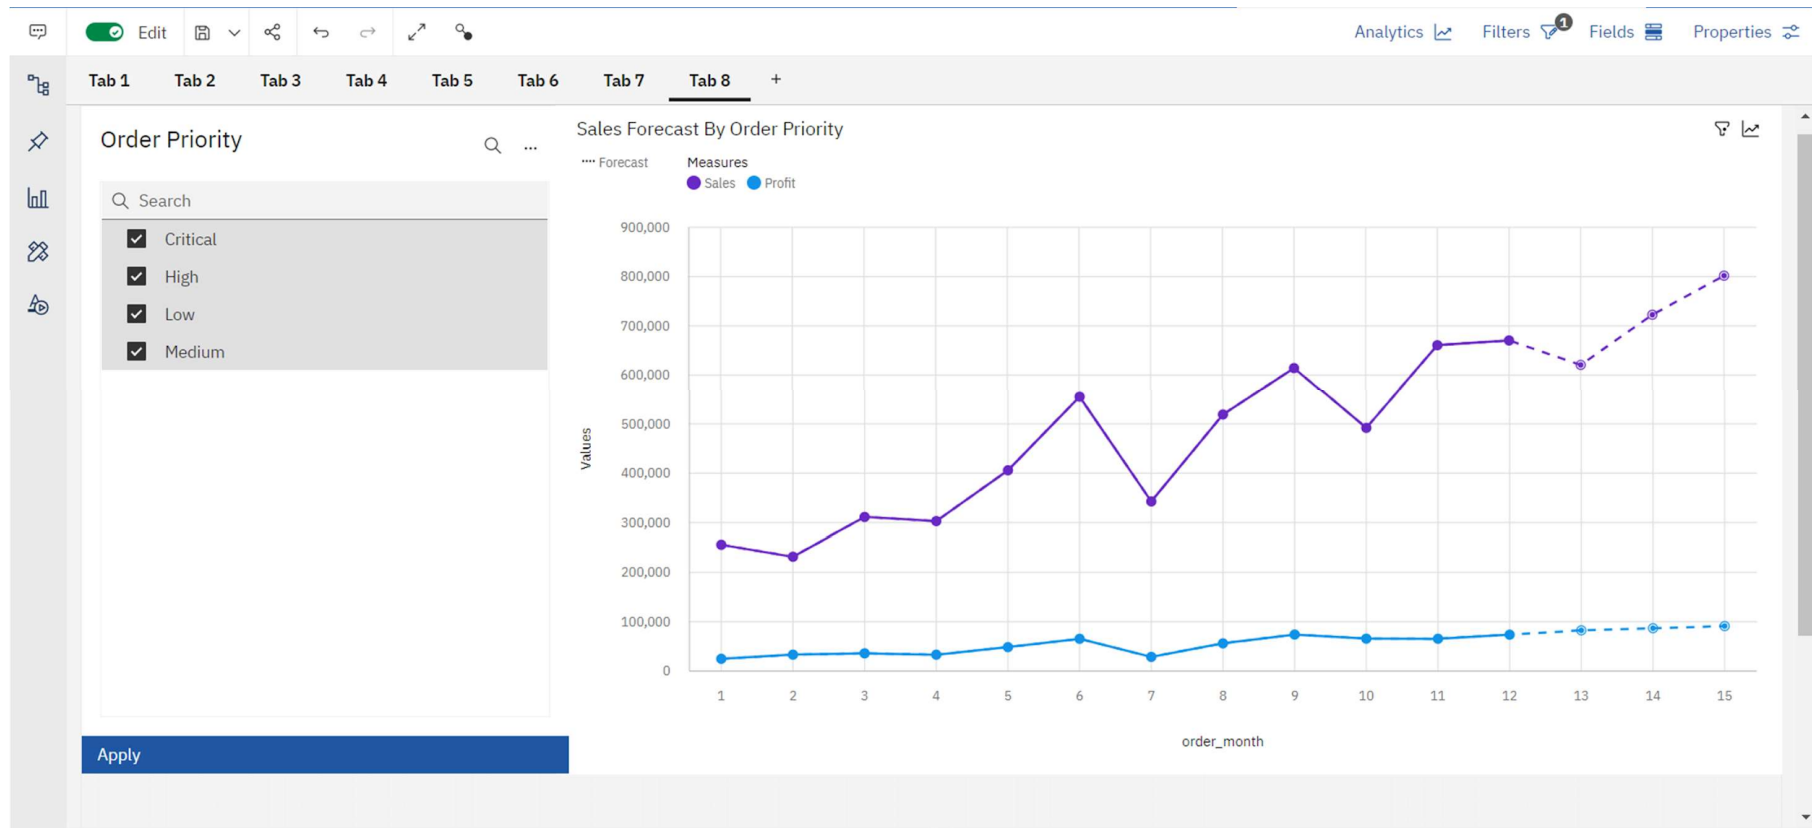 Edit
Analytics
Filters
1
Fields
Properties
Tab 1
Tab 2
Tab 3
Tab 4
Tab 5
Tab 6
Tab 7
Tab 8
+
Order Priority
...
Search
Critical
High
Low
Medium
Apply
Sales Forecast By Order Priority
Forecast
Measures
Sales Profit
900,000
800,000
700,000
600,000
500,000
400,000
300,000
200,000
100,000
0
Values
1 2 3 4 5 6 7 8 9 10 11 12 13 14 15
order_month